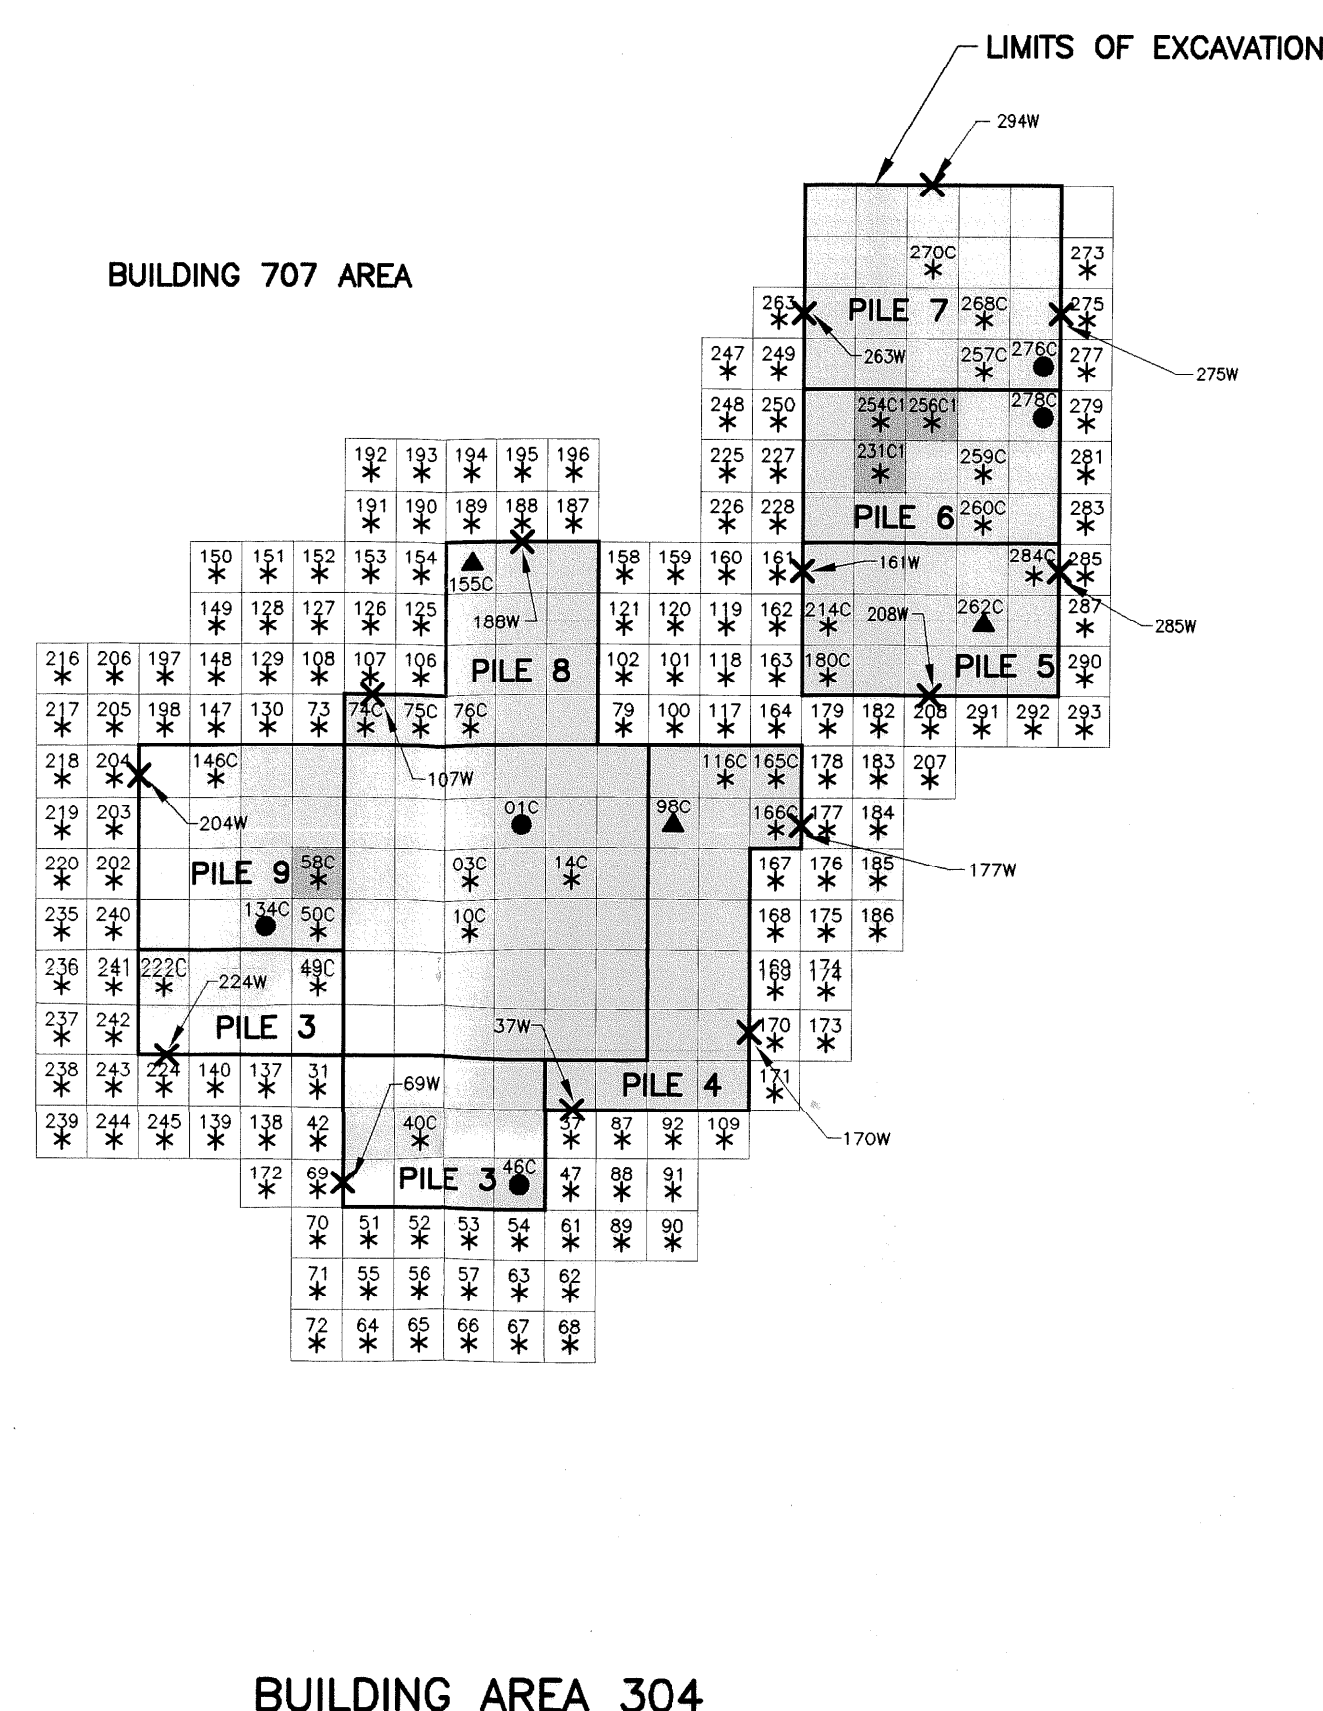 LIMITS OF EXCAVATION
294W
BUILDING 707 AREA
270C 273
263 PILE 7 268C 275
247 249 263W 257C 276C 277
275W
248 250 254C1 256C1 278C 279
192 193 194 195 196 225 227 231C1 259C 281
191 190 189 188 187 226 228 PILE 6 260C 283
150 151 152 153 154 155C 158 159 160 161 161W 284C 285
149 128 127 126 125 188W 121 120 119 162 214C 208W 262C 287
285W
216 206 197 148 129 108 107 106 PILE 8 102 101 118 163 180C PILE 5 290
217 205 198 147 130 73 74C 75C 76C 79 100 117 164 179 182 208 291 292 293
218 204 146C 107W 116C 165C 178 183 207
219 203 204W 01C 98C 166C 177 184
220 202 PILE 9 58C 03C 14C 167 176 185
177W
235 240 134C 50C 10C 168 175 186
236 241 222C 224W 49C 169 174
169 174
237 242 PILE 3 37W 170 173
238 243 224 140 137 31 69W PILE 4 171
239 244 245 139 138 42 40C 37 87 92 109
170W
172 69 PILE 3 46C 47 88 91
70 51 52 53 54 61 89 90
71 55 56 57 63 62
72 64 65 66 67 68
BUILDING AREA 304